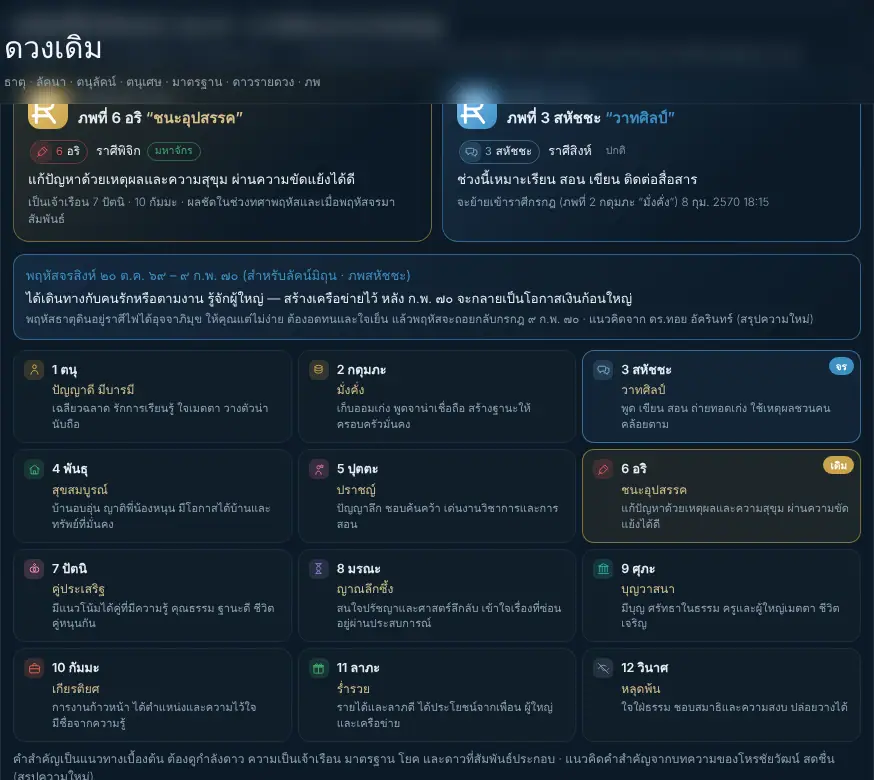 ดวงเดิม
ธาตุ · ลัคนา · ตนุลัคน์ · ตนุเศษ · มาตรฐาน · ดาวรายดวง · ภพ
ภพที่ 6 อริ “ชนะอุปสรรค”
6 อริ ราศีพิจิก มหาจักร
แก้ปัญหาด้วยเหตุผลและความสุขุม ผ่านความขัดแย้งได้ดี
เป็นเจ้าเรือน 7 ปัตนิ · 10 กัมมะ · ผลชัดในช่วงทศาพฤหัสและเมื่อพฤหัสจรมา
สัมพันธ์
ภพที่ 3 สหัชชะ “วาทศิลป์”
3 สหัชชะ ราศีสิงห์ ปกติ
ช่วงนี้เหมาะเรียน สอน เขียน ติดต่อสื่อสาร
จะย้ายเข้าราศีกรกฎ (ภพที่ 2 กดุมภะ “มั่งคั่ง”) 8 กุม. 2570 18:15
พฤหัสจรสิงห์ ๒๐ ต.ค. ๖๙ – ๙ ก.พ. ๗๐ (สำหรับลัคน์มิถุน · ภพสหัชชะ)
ได้เดินทางกับคนรักหรือตามงาน รู้จักผู้ใหญ่ — สร้างเครือข่ายไว้ หลัง ก.พ. ๗๐ จะกลายเป็นโอกาสเงินก้อนใหญ่
พฤหัสธาตุดินอยู่ราศีไฟได้อุจจาภิมุข ให้คุณแต่ไม่ง่าย ต้องอดทนและใจเย็น แล้วพฤหัสจะถอยกลับกรกฎ ๙ ก.พ. ๗๐ · แนวคิดจาก ดร.ทอย อัครินทร์ (สรุปความใหม่)
1 ตนุ
ปัญญาดี มีบารมี
เฉลียวฉลาด รักการเรียนรู้ ใจเมตตา วางตัวน่า
นับถือ
2 กดุมภะ
มั่งคั่ง
เก็บออมเก่ง พูดจาน่าเชื่อถือ สร้างฐานะให้
ครอบครัวมั่นคง
3 สหัชชะ จร
วาทศิลป์
พูด เขียน สอน ถ่ายทอดเก่ง ใช้เหตุผลชวนคน
คล้อยตาม
4 พันธุ
สุขสมบูรณ์
บ้านอบอุ่น ญาติพี่น้องหนุน มีโอกาสได้บ้านและ
ทรัพย์ที่มั่นคง
5 ปุตตะ
ปราชญ์
ปัญญาลึก ชอบค้นคว้า เด่นงานวิชาการและการ
สอน
6 อริ เดิม
ชนะอุปสรรค
แก้ปัญหาด้วยเหตุผลและความสุขุม ผ่านความขัด
แย้งได้ดี
7 ปัตนิ
คู่ประเสริฐ
มีแนวโน้มได้คู่ที่มีความรู้ คุณธรรม ฐานะดี ชีวิต
คู่หนุนกัน
8 มรณะ
ญาณลึกซึ้ง
สนใจปรัชญาและศาสตร์ลึกลับ เข้าใจเรื่องที่ซ่อน
อยู่ผ่านประสบการณ์
9 ศุภะ
บุญวาสนา
มีบุญ ศรัทธาในธรรม ครูและผู้ใหญ่เมตตา ชีวิต
เจริญ
10 กัมมะ
เกียรติยศ
การงานก้าวหน้า ได้ตำแหน่งและความไว้ใจ
มีชื่อจากความรู้
11 ลาภะ
ร่ำรวย
รายได้และลาภดี ได้ประโยชน์จากเพื่อน ผู้ใหญ่
และเครือข่าย
12 วินาศ
หลุดพ้น
ใจใฝ่ธรรม ชอบสมาธิและความสงบ ปล่อยวางได้
คำสำคัญเป็นแนวทางเบื้องต้น ต้องดูกำลังดาว ความเป็นเจ้าเรือน มาตรฐาน โยค และดาวที่สัมพันธ์ประกอบ · แนวคิดคำสำคัญจากบทความของโหรชัยวัฒน์ สดชื่น
(สรุปความใหม่)